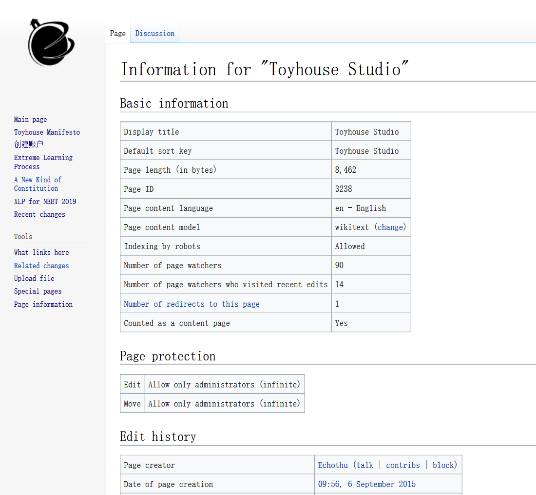 Page
Discussion
Information for "Toyhouse Studio"
Main page
Toyhouse Manifesto
创建账户
Extreme Learning
Process
A New Kind of
Constitution
XLP for NEET 2019
Recent changes
Tools
What links here
Related changes
Upload file
Special pages
Page information
Basic information
Display title Toyhouse Studio
Default sort key Toyhouse Studio
Page length (in bytes) 8,462
Page ID 3238
Page content language en - English
Page content model wikitext (change)
Indexing by robots Allowed
Number of page watchers 90
Number of page watchers who visited recent edits 14
Number of redirects to this page 1
Counted as a content page Yes
Page protection
Edit Allow only administrators (infinite)
Move Allow only administrators (infinite)
Edit history
Page creator Echothu (talk | contribs | block)
Date of page creation 09:56, 6 September 2015